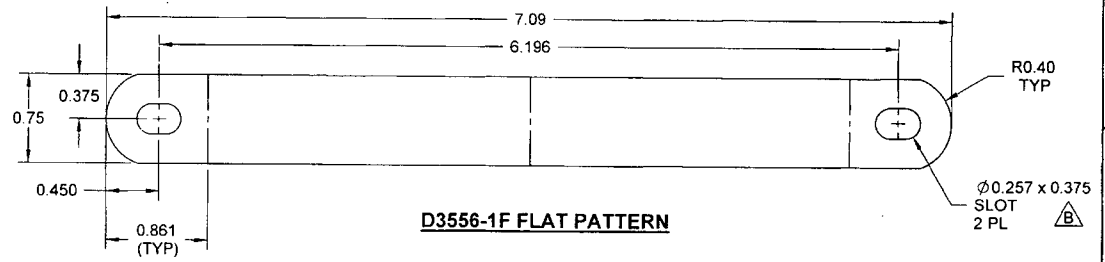 7.09
6.196
R0.40
TYP
0.375
0.75
0.450
0.861
(TYP)
Ø0.257 x 0.375
SLOT
2 PL
B
D3556-1F FLAT PATTERN